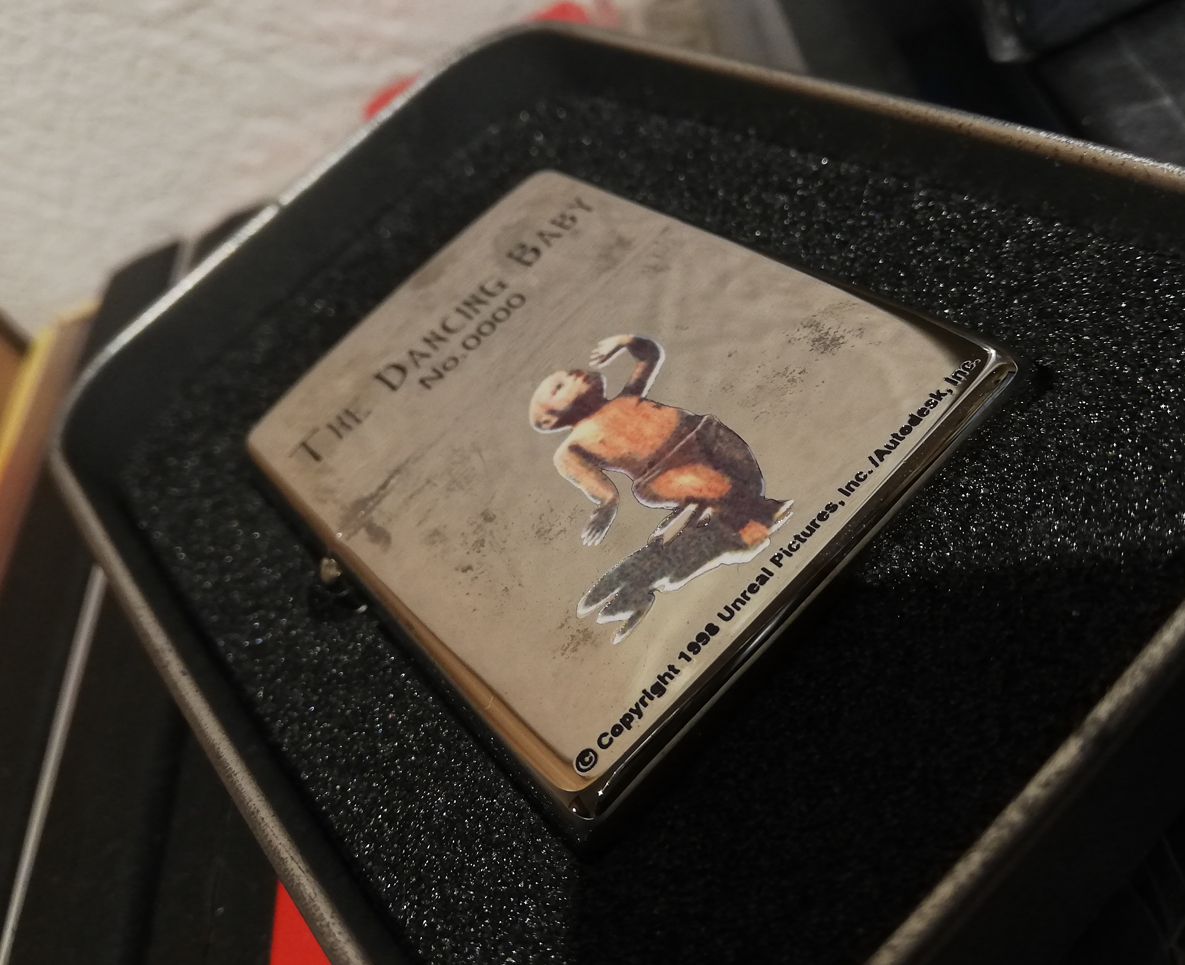 THE DANCING BABY
No.0000
© Copyright 1998 Unreal Pictures, Inc. /Autodesk, Inc.